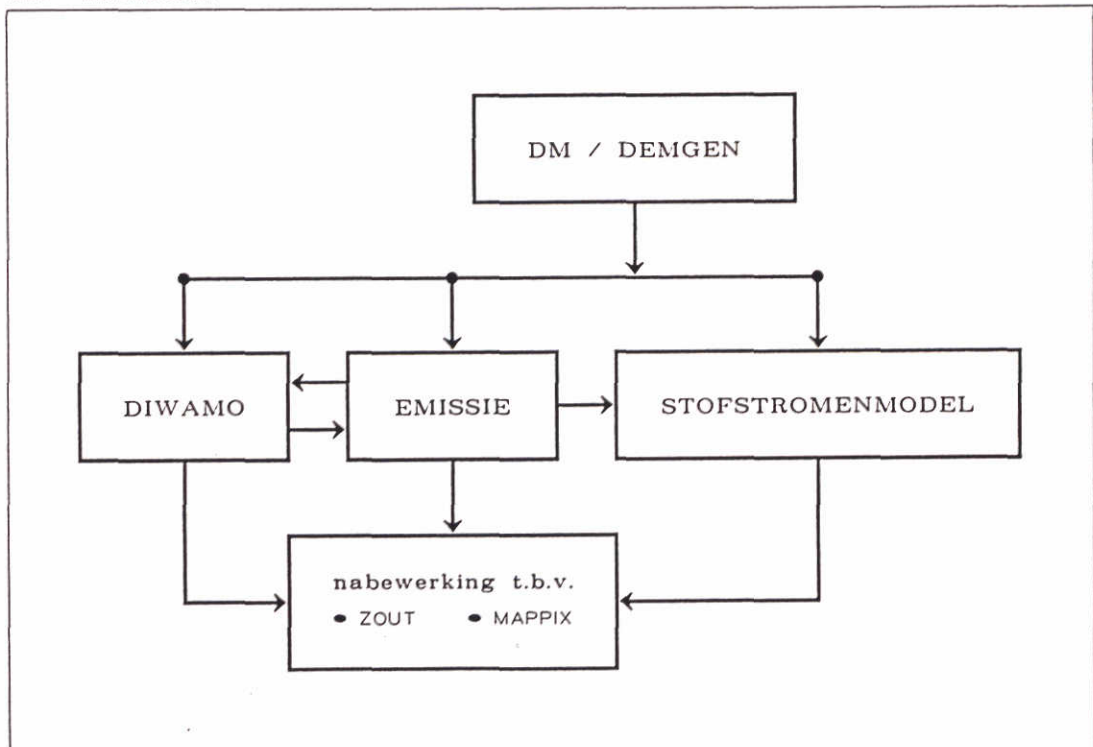 DM / DEMGEN
DIWAMO
EMISSIE
STOFSTROMENMODEL
nabewerking t.b.v.
• ZOUT • MAPPIX